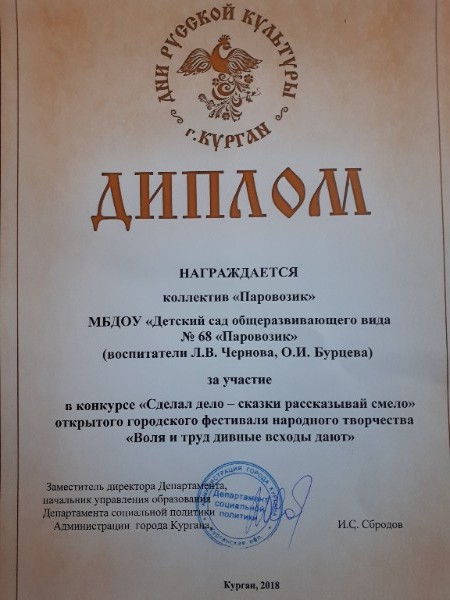 ДНИ РУССКОЙ КУЛЬТУРЫ
г. КУРГАН
ДИПЛОМ
НАГРАЖДАЕТСЯ
коллектив «Паровозик»
МБДОУ «Детский сад общеразвивающего вида
№ 68 «Паровозик»
(воспитатели Л.В. Чернова, О.И. Бурцева)
за участие
в конкурсе «Сделал дело – сказки рассказывай смело»
открытого городского фестиваля народного творчества
«Воля и труд дивные всходы дают»
Заместитель директора Департамента,
начальник управления образования
Департамента социальной политики
Администрации города Кургана
И.С. Сбродов
АДМИНИСТРАЦИЯ ГОРОДА
Департамент
социальной
политики
Курган, 2018